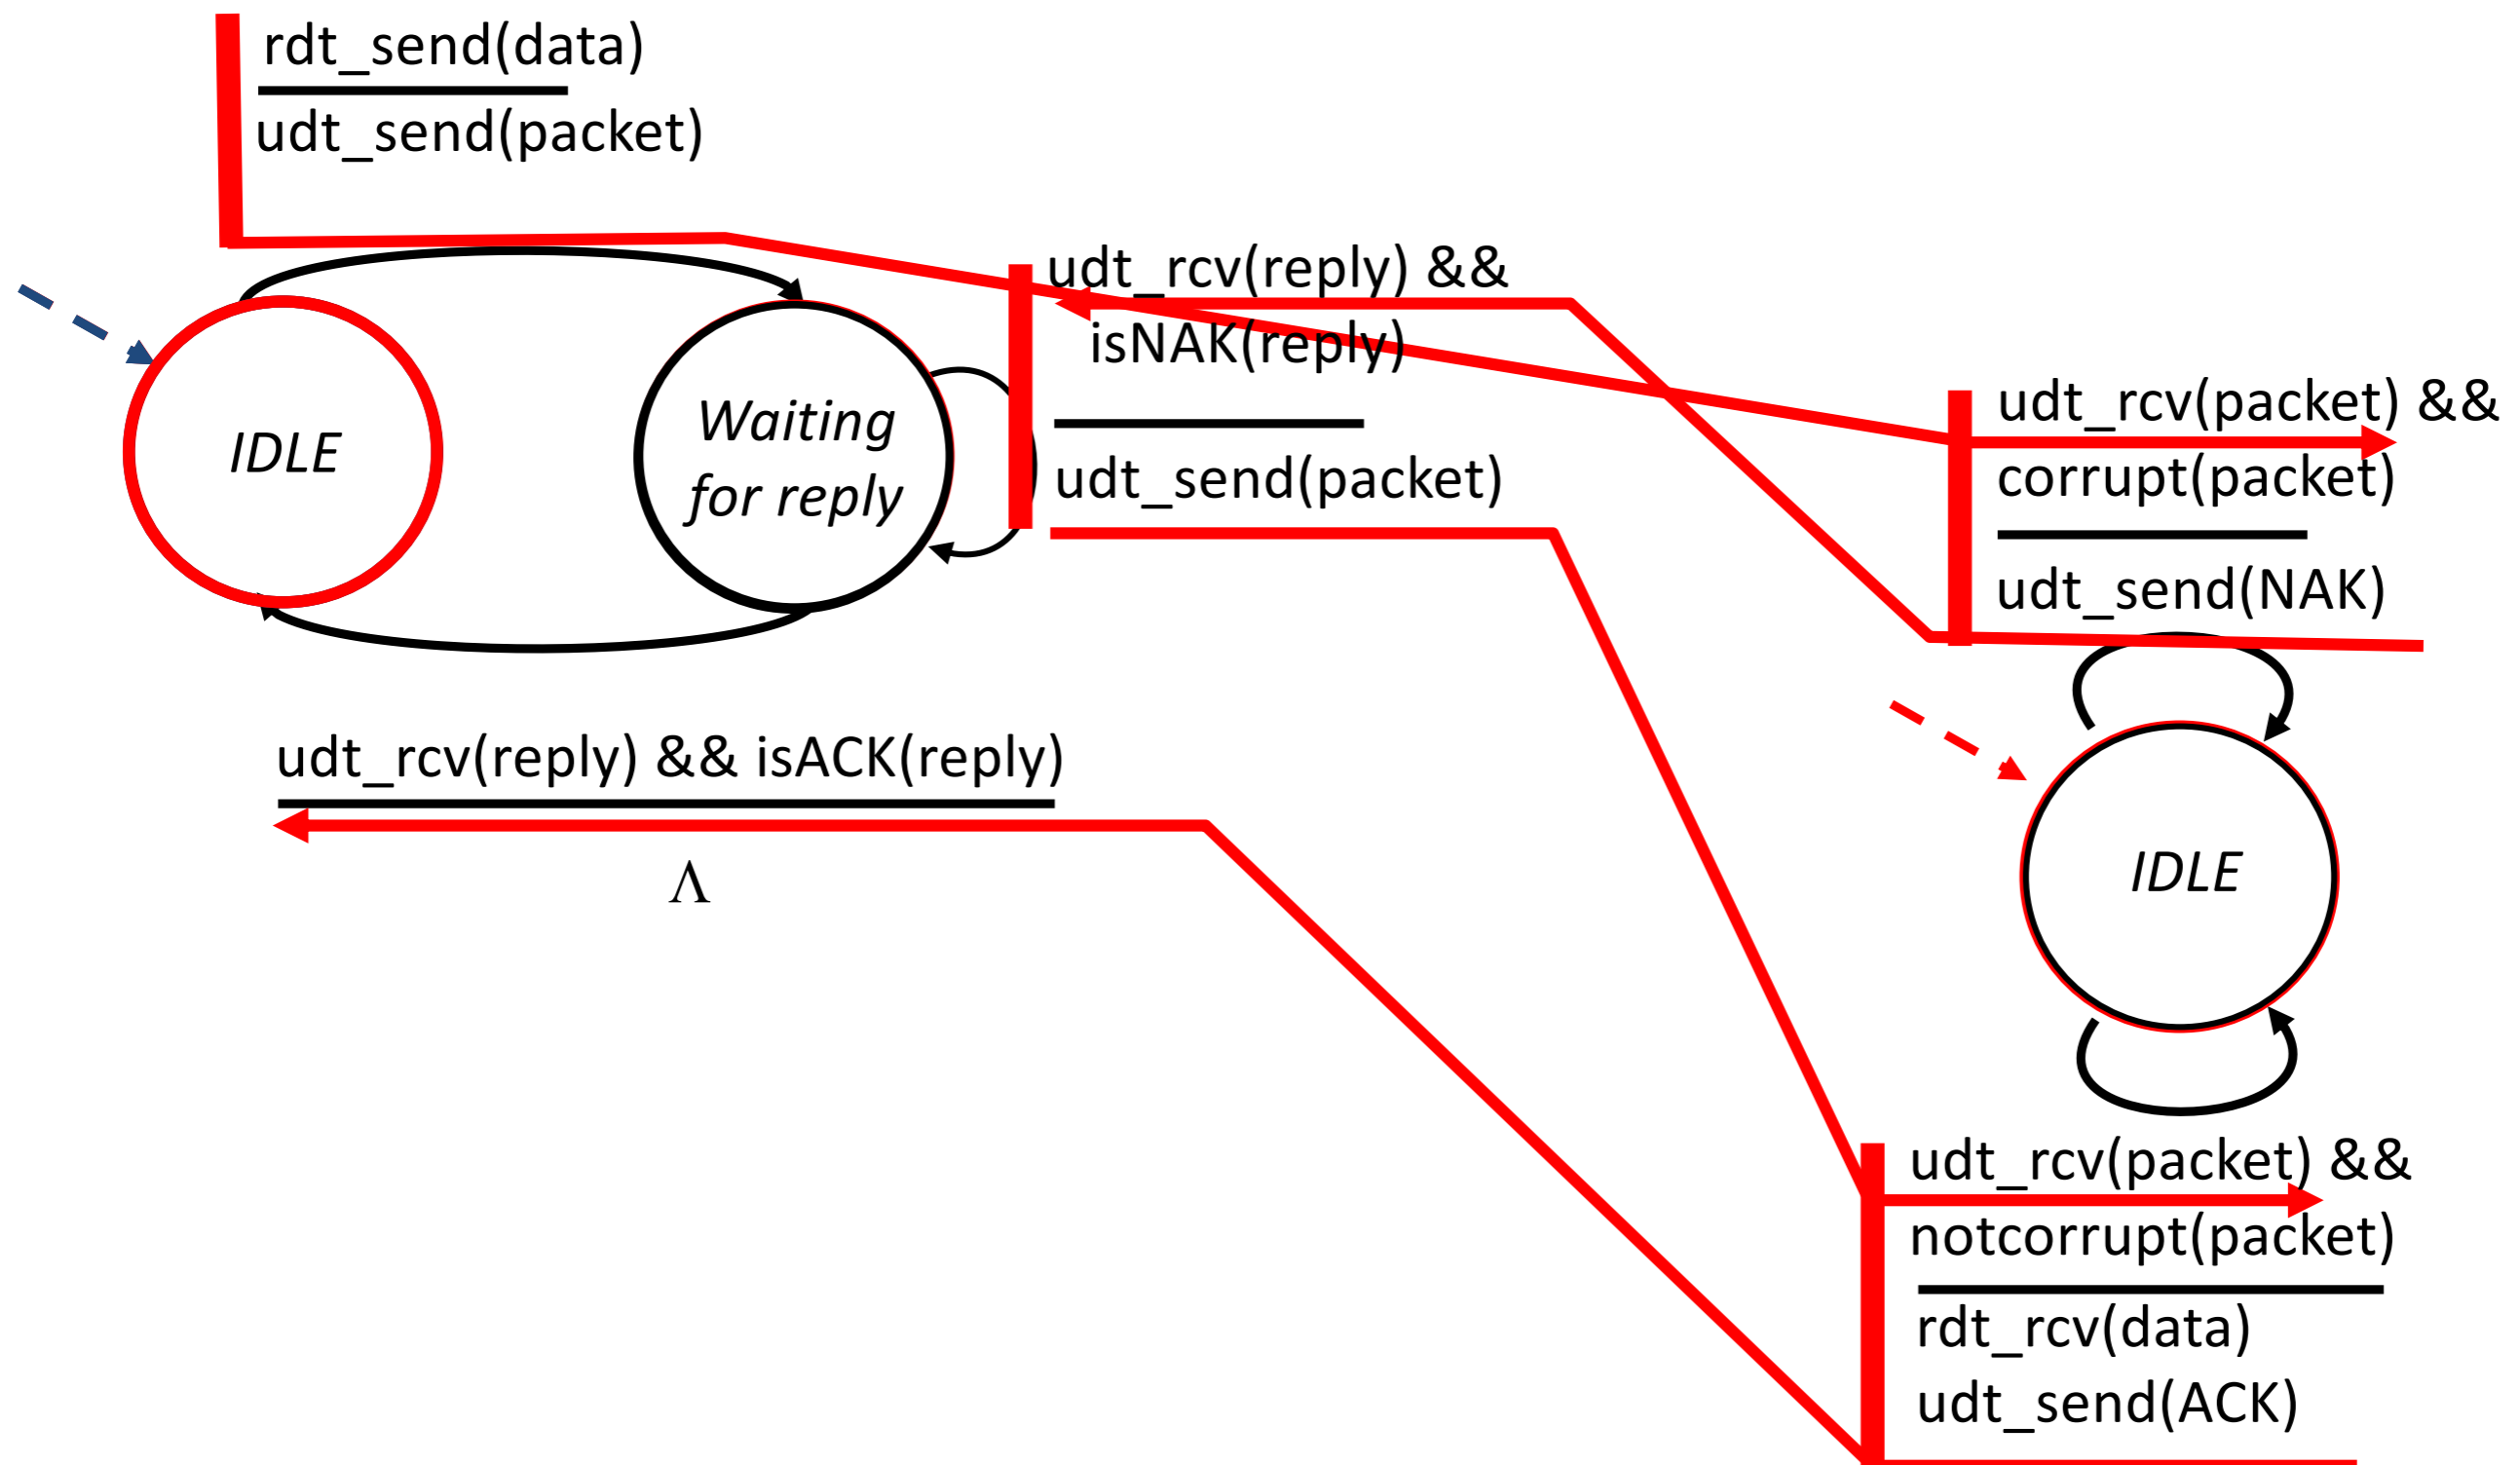 rdt_send(data)
udt_send(packet)
udt_rcv(reply) &&
isNAK(reply)
udt_send(packet)
IDLE
Waiting
for reply
udt_rcv(packet) &&
corrupt(packet)
udt_send(NAK)
udt_rcv(reply) && isACK(reply)
Λ
IDLE
udt_rcv(packet) &&
notcorrupt(packet)
rdt_rcv(data)
udt_send(ACK)